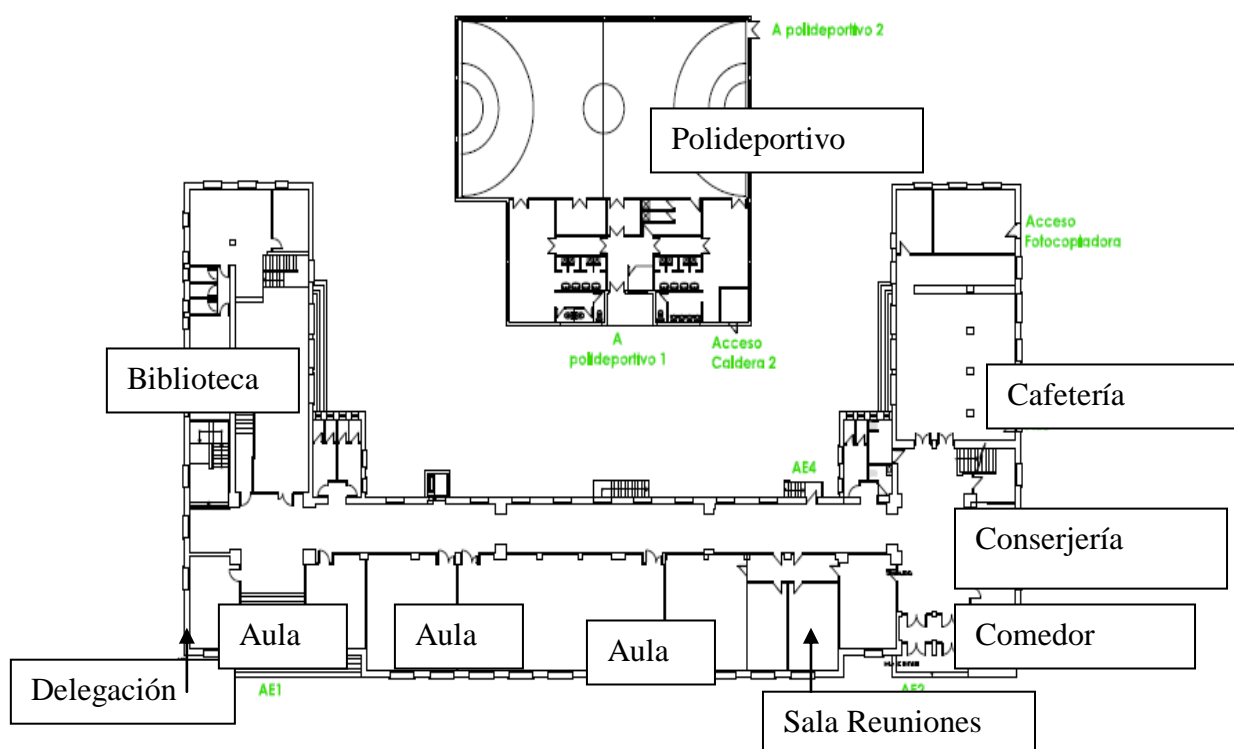 A polideportivo 2
Polideportivo
Acceso
Fotocopiadora
A
polideportivo 1
Acceso
Caldera 2
Biblioteca
Cafetería
AE4
Conserjería
Aula
Aula
Aula
Comedor
Delegación
AE1
AE2
Sala Reuniones